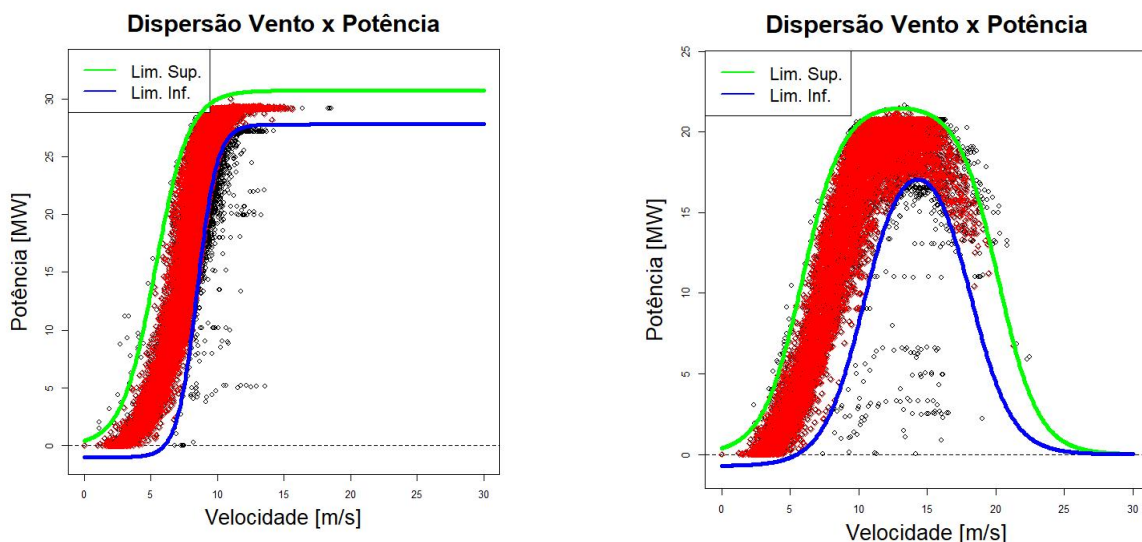 Dispersão Vento x Potência
Lim. Sup.
Lim. Inf.
Potência [MW]
30
25
20
15
10
5
0
0 5 10 15 20 25 30
Velocidade [m/s]
Dispersão Vento x Potência
Lim. Sup.
Lim. Inf.
Potência [MW]
25
20
15
10
5
0
0 5 10 15 20 25 30
Velocidade [m/s]